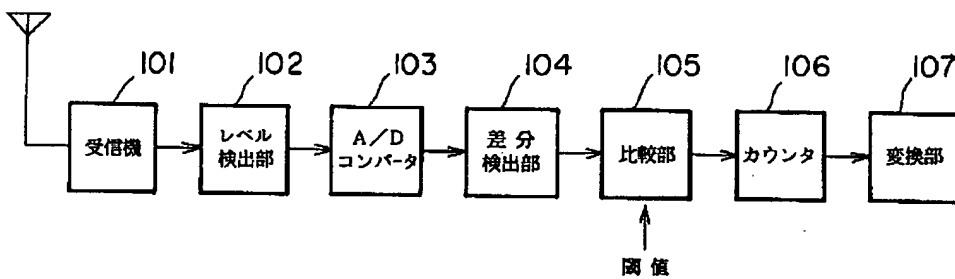 101
102
103
104
105
106
107
受信機
レベル
検出部
A/D
コンバータ
差分
検出部
比較部
カウンタ
変換部
閾値